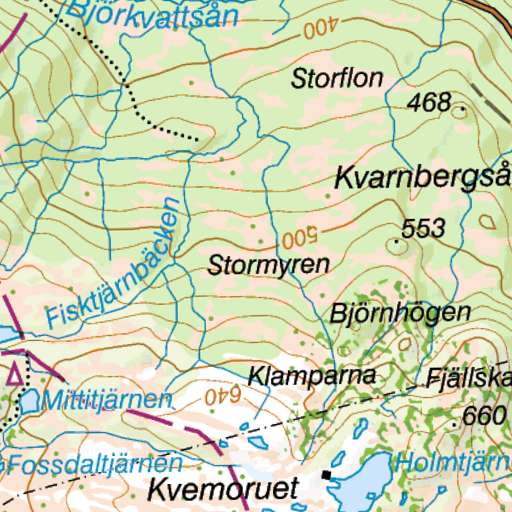 Björkvattsån
400
Storflon
468
Kvarnbergså
553
500
Stormyren
Fisktjärnbäcken
Björnhögen
Klamparna
Fjällska
640
Mittitjärnen
660
Fossdaltjärnen
Holmtjärn
Kvemoruet